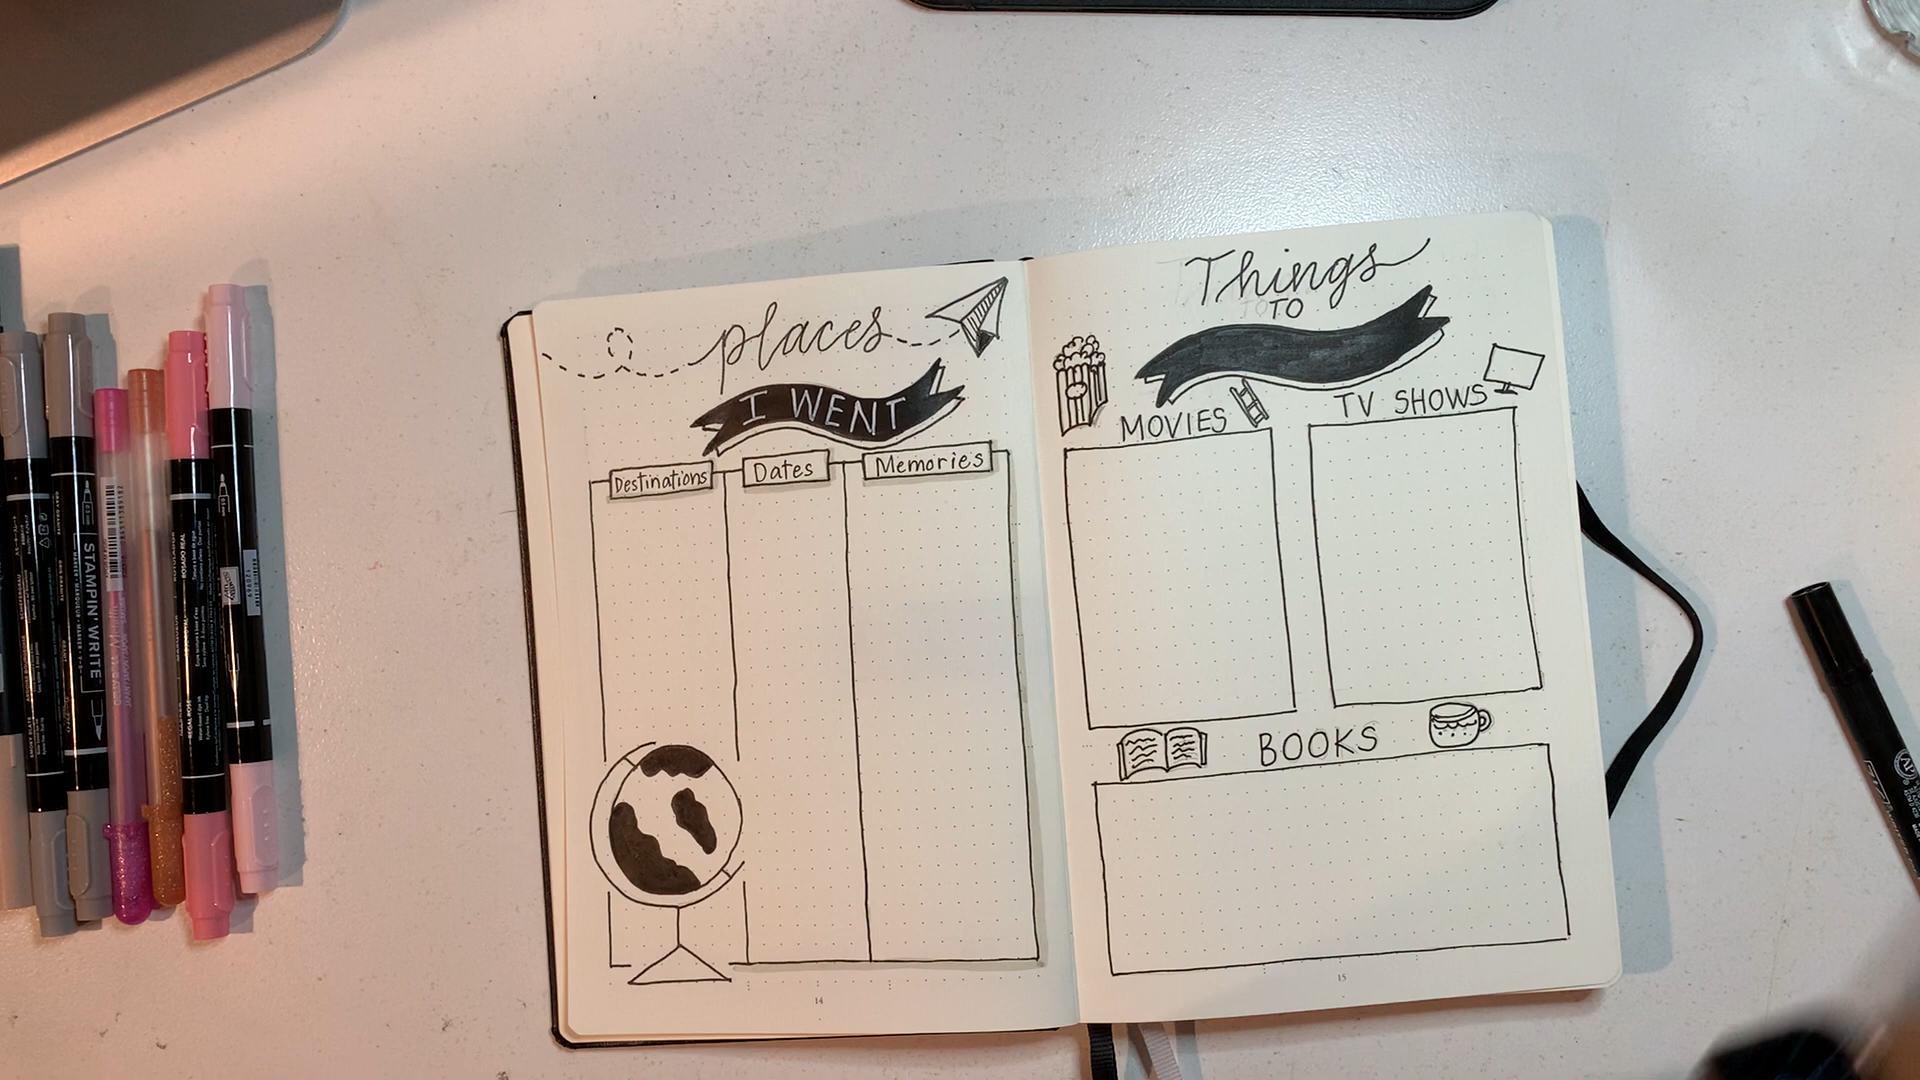 places
I WENT
Destinations
Dates
Memories
14
Things
TO
MOVIES
TV SHOWS
BOOKS
15
STAMPIN' WRITE